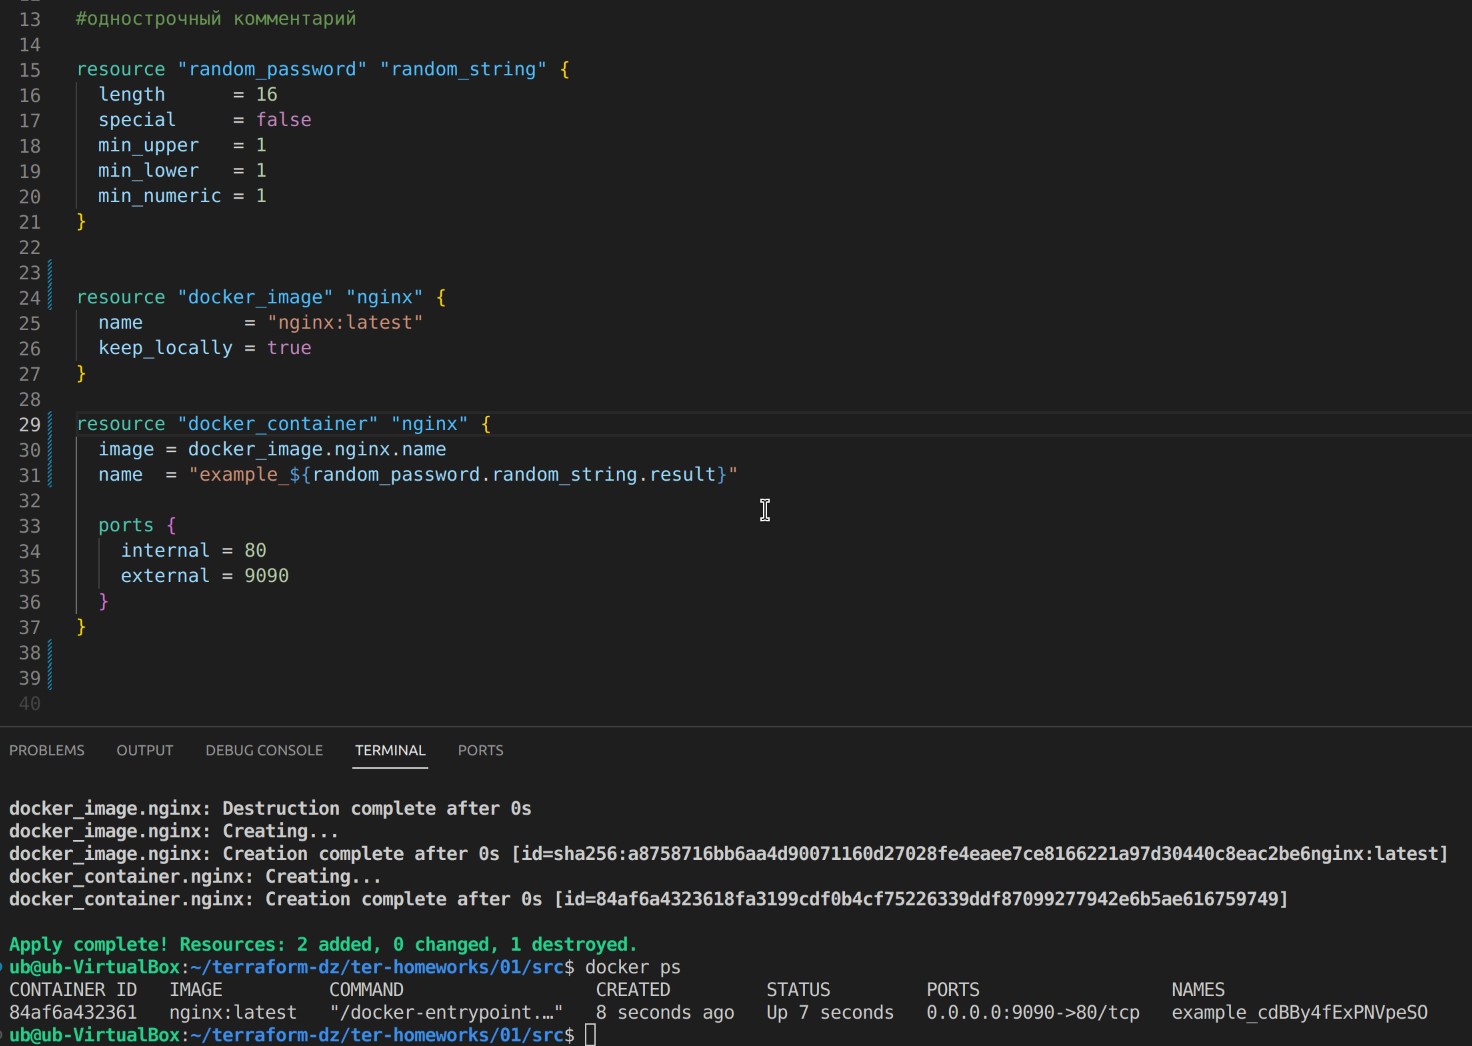 13 #однострочный комментарий
14
15 resource "random_password" "random_string" {
16 length = 16
17 special = false
18 min_upper = 1
19 min_lower = 1
20 min_numeric = 1
21 }
22
23
24 resource "docker_image" "nginx" {
25 name = "nginx:latest"
26 keep_locally = true
27 }
28
29 resource "docker_container" "nginx" {
30 image = docker_image.nginx.name
31 name = "example_${random_password.random_string.result}"
32
33 ports {
34 internal = 80
35 external = 9090
36 }
37 }
38
39
40
PROBLEMS OUTPUT DEBUG CONSOLE TERMINAL PORTS
docker_image.nginx: Destruction complete after 0s
docker_image.nginx: Creating...
docker_image.nginx: Creation complete after 0s [id=sha256:a8758716bb6aa4d90071160d27028fe4eaee7ce8166221a97d30440c8eac2be6nginx:latest]
docker_container.nginx: Creating...
docker_container.nginx: Creation complete after 0s [id=84af6a4323618fa3199cdf0b4cf75226339ddf87099277942e6b5ae616759749]
Apply complete! Resources: 2 added, 0 changed, 1 destroyed.
ub@ub-VirtualBox:~/terraform-dz/ter-homeworks/01/src$ docker ps
CONTAINER ID IMAGE COMMAND CREATED STATUS PORTS NAMES
84af6a432361 nginx:latest "/docker-entrypoint.…" 8 seconds ago Up 7 seconds 0.0.0.0:9090->80/tcp example_cdBBy4fExPNVpeSO
ub@ub-VirtualBox:~/terraform-dz/ter-homeworks/01/src$